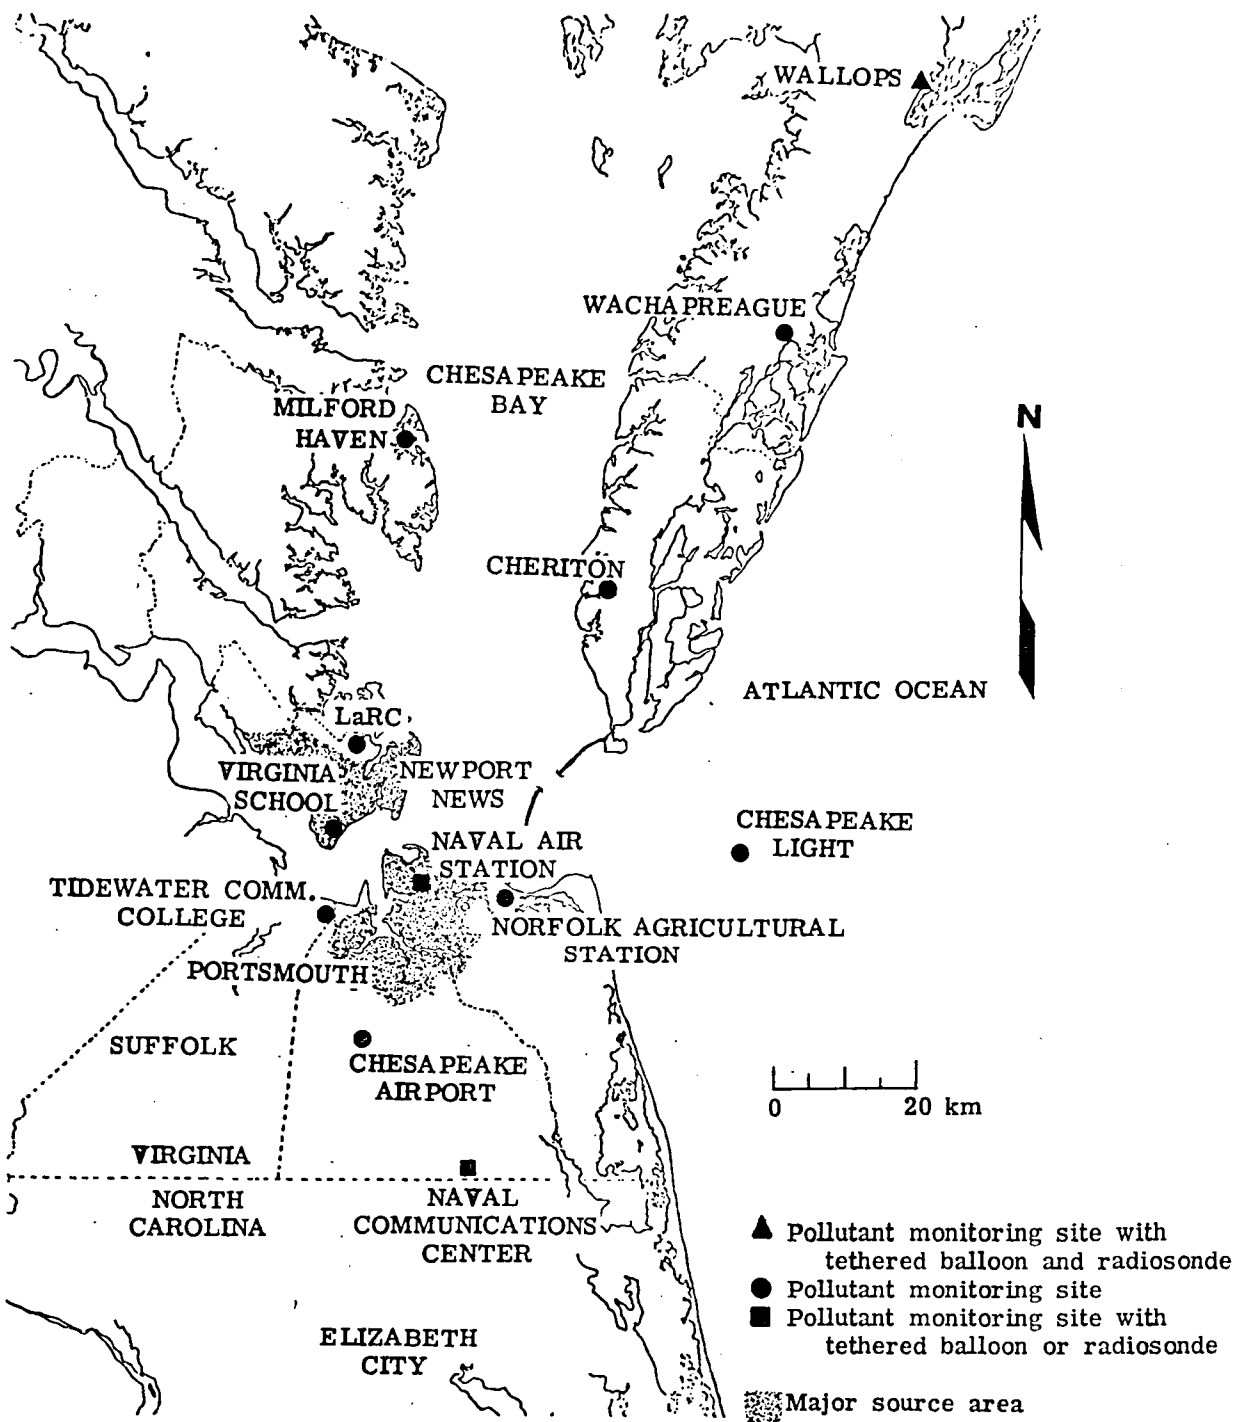 WALLOPS
WACHAPREAGUE
CHESAPEAKE
BAY
MILFORD
HAVEN
N
CHERITON
ATLANTIC OCEAN
LaRC
VIRGINIA
SCHOOL
NEWPORT
NEWS
CHESAPEAKE
LIGHT
NAVAL AIR
STATION
TIDEWATER COMM.
COLLEGE
NORFOLK AGRICULTURAL
STATION
PORTSMOUTH
SUFFOLK
CHESAPEAKE
AIRPORT
0 20 km
VIRGINIA
NORTH
CAROLINA
NAVAL
COMMUNICATIONS
CENTER
Pollutant monitoring site with
tethered balloon and radiosonde
Pollutant monitoring site
Pollutant monitoring site with
tethered balloon or radiosonde
ELIZABETH
CITY
Major source area